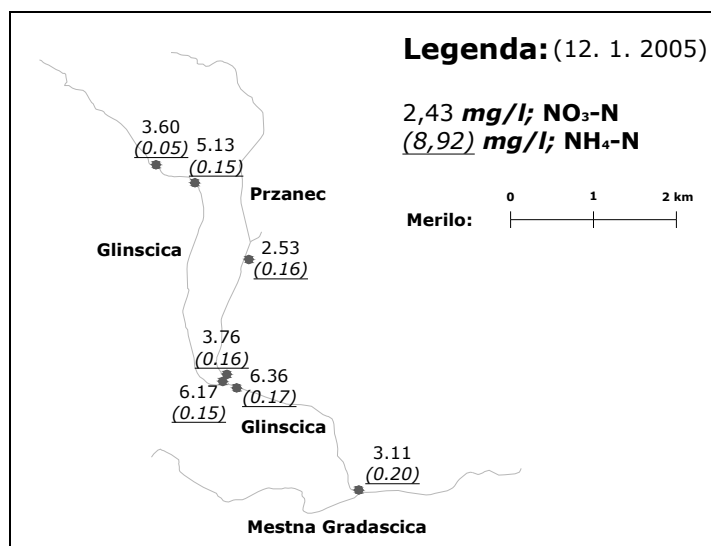 Legenda: (12. 1. 2005)
2,43 mg/l; NO₃-N
(8,92) mg/l; NH₄-N
0 1 2 km
Merilo:
3.60
(0.05)
5.13
(0.15)
Przanec
Glinscica
2.53
(0.16)
3.76
(0.16)
6.17
(0.15)
6.36
(0.17)
Glinscica
3.11
(0.20)
Mestna Gradascica